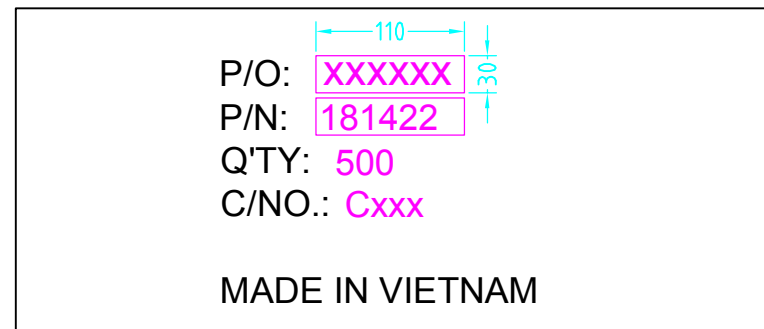 110
P/O: XXXXXX
30
P/N: 181422
Q'TY: 500
C/NO.: Cxxx
MADE IN VIETNAM